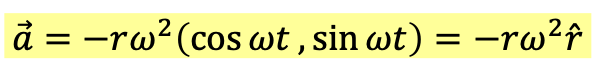 a⃗ = −rω²(cos ωt , sin ωt) = −rω²r̂